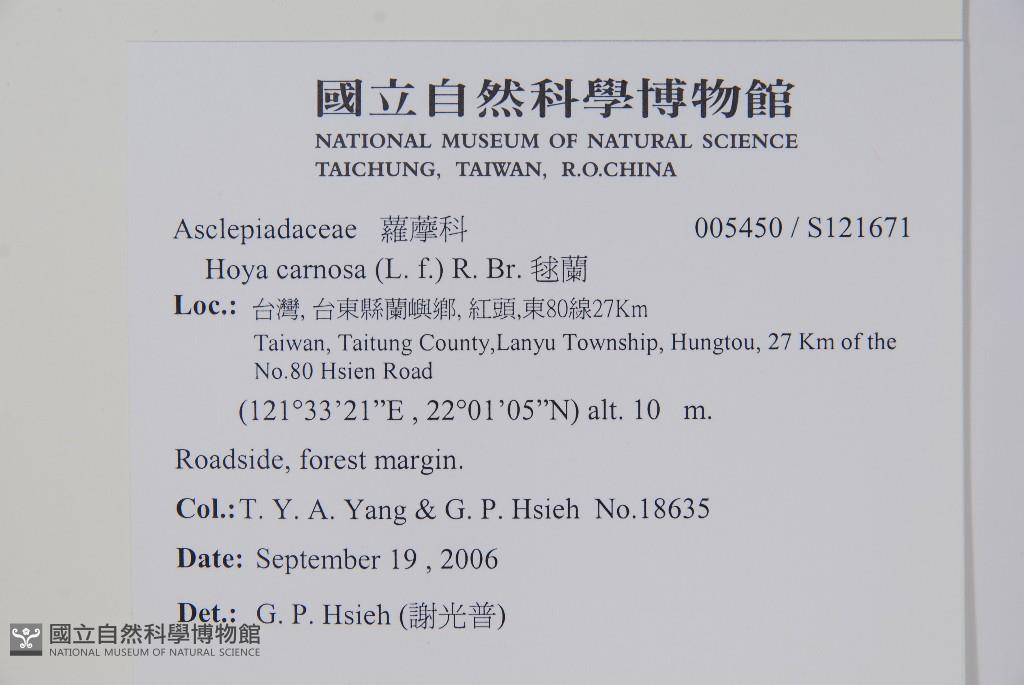 國立自然科學博物館
NATIONAL MUSEUM OF NATURAL SCIENCE
TAICHUNG, TAIWAN, R.O.CHINA
Asclepiadaceae 蘿藦科 005450 / S121671
Hoya carnosa (L. f.) R. Br. 毬蘭
Loc.: 台灣, 台東縣蘭嶼鄉, 紅頭,東80線27Km
Taiwan, Taitung County,Lanyu Township, Hungtou, 27 Km of the
No.80 Hsien Road
(121°33’21”E , 22°01’05”N) alt. 10 m.
Roadside, forest margin.
Col.: T. Y. A. Yang & G. P. Hsieh No.18635
Date: September 19 , 2006
Det.: G. P. Hsieh (謝光普)
國立自然科學博物館
NATIONAL MUSEUM OF NATURAL SCIENCE